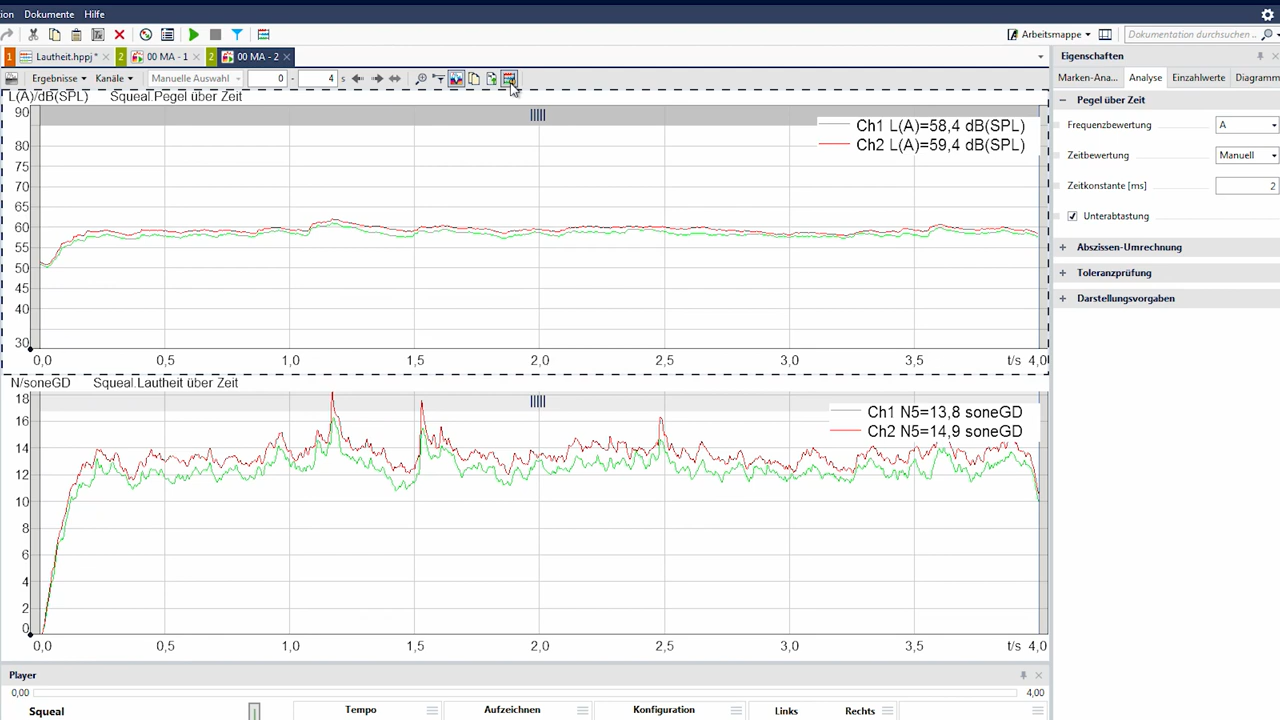 tion Dokumente Hilfe
Arbeitsmappe Dokumentation durchsuchen ..
1 Lautheit.hppj * 2 00 MA - 1 2 00 MA - 2
Eigenschaften
Ergebnisse Kanäle Manuelle Auswahl 0 - 4 s
Marken-Ana... Analyse Einzahlwerte Diagramm
L(A)/dB(SPL) Squeal.Pegel über Zeit
Pegel über Zeit
90
80
75
70
65
60
55
50
45
40
30
Ch1 L(A)=58,4 dB(SPL)
Ch2 L(A)=59,4 dB(SPL)
0,0 0,5 1,0 1,5 2,0 2,5 3,0 3,5 t/s 4,0
Frequenzbewertung A
Zeitbewertung Manuell
Zeitkonstante [ms] 2
Unterabtastung
Abszissen-Umrechnung
Toleranzprüfung
Darstellungsvorgaben
N/soneGD Squeal.Lautheit über Zeit
18
16
14
12
10
8
6
4
2
0
Ch1 N5=13,8 soneGD
Ch2 N5=14,9 soneGD
0,0 0,5 1,0 1,5 2,0 2,5 3,0 3,5 t/s 4,0
Player
0,00 4,00
Squeal Tempo Aufzeichnen Konfiguration Links Rechts